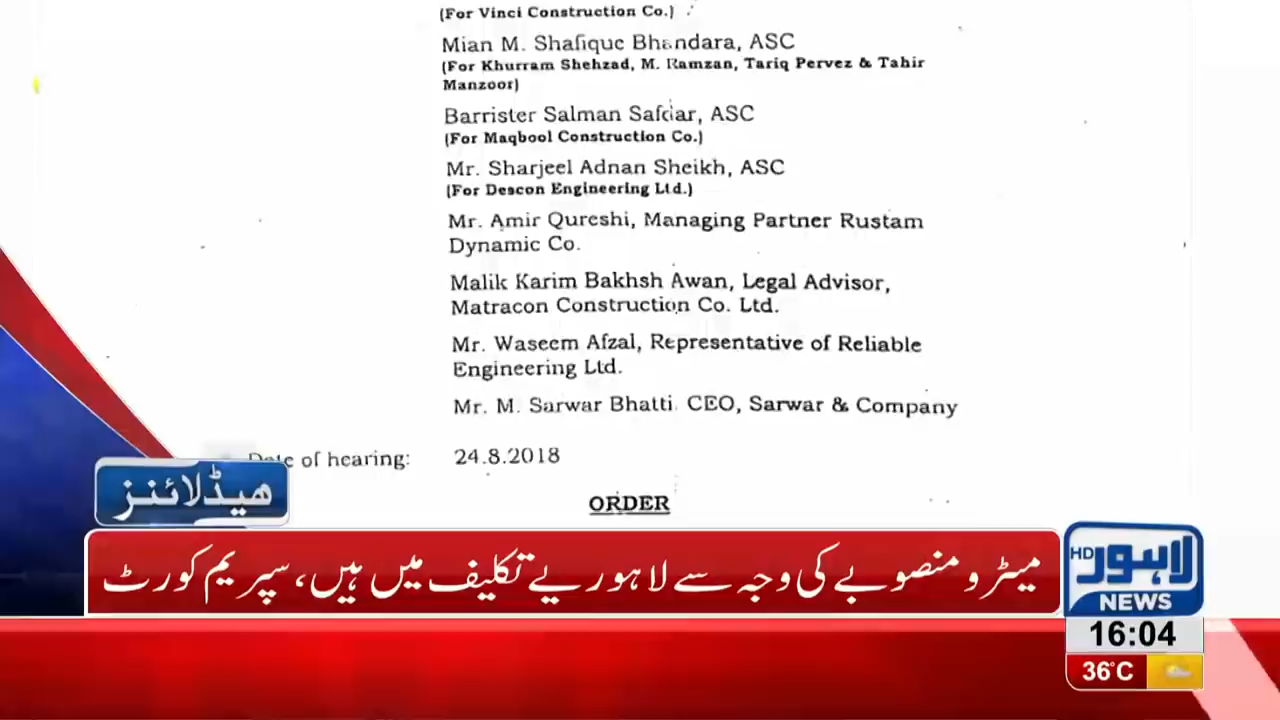 (For Vinci Construction Co.)
Mian M. Shafique Bhandara, ASC
(For Khurram Shehzad, M. Ramzan, Tariq Pervez & Tahir
Manzoor)
Barrister Salman Safdar, ASC
(For Maqbool Construction Co.)
Mr. Sharjeel Adnan Sheikh, ASC
(For Descon Engineering Ltd.)
Mr. Amir Qureshi, Managing Partner Rustam
Dynamic Co.
Malik Karim Bakhsh Awan, Legal Advisor,
Matracon Construction Co. Ltd.
Mr. Waseem Afzal, Representative of Reliable
Engineering Ltd.
Mr. M. Sarwar Bhatti, CEO, Sarwar & Company
Date of hearing: 24.8.2018
ORDER
ھیڈلائنز
میٹرو منصوبے کی وجہ سے لاہوریے تکلیف میں ہیں، سپریم کورٹ
لاہور HD
NEWS
16:04
36°C